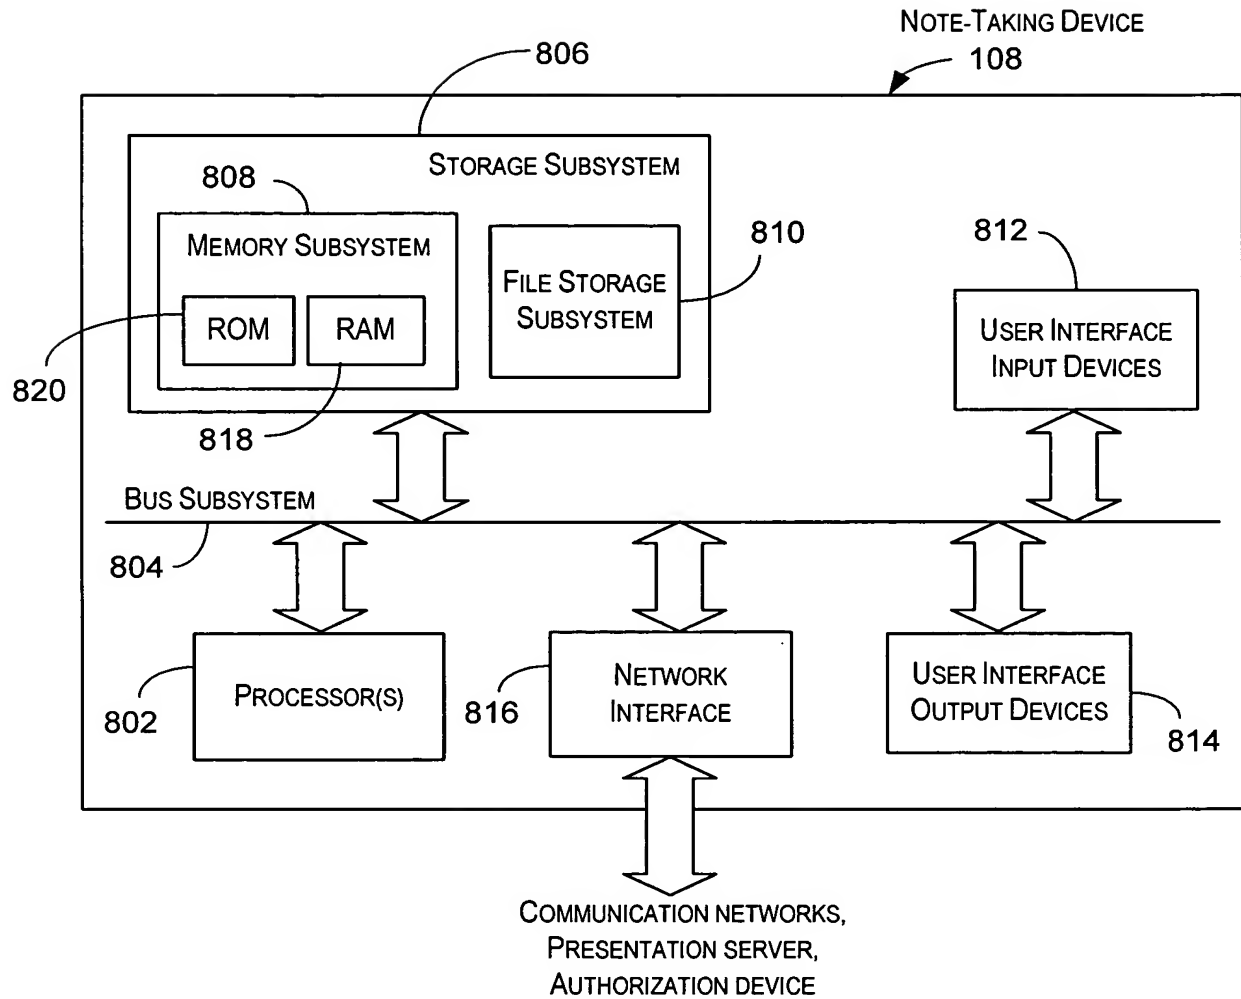 NOTE-TAKING DEVICE
108
806
STORAGE SUBSYSTEM
808
MEMORY SUBSYSTEM
ROM
RAM
820
818
FILE STORAGE
SUBSYSTEM
810
812
USER INTERFACE
INPUT DEVICES
BUS SUBSYSTEM
804
PROCESSOR(S)
802
NETWORK
INTERFACE
816
USER INTERFACE
OUTPUT DEVICES
814
COMMUNICATION NETWORKS,
PRESENTATION SERVER,
AUTHORIZATION DEVICE